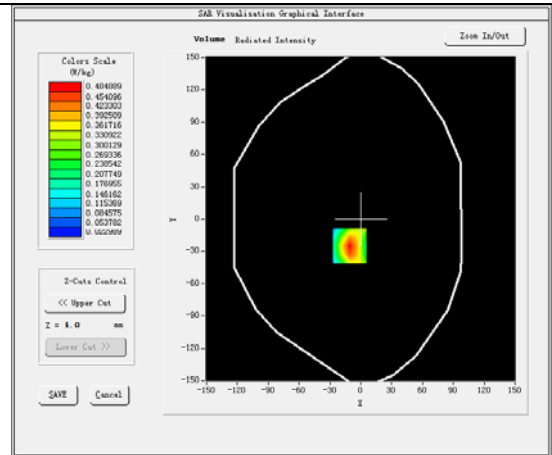 SAR Visualisation Graphical Interface
Volume Radiated Intensity
Zoom In/Out
Colors Scale
(W/kg)
0.484889
0.454096
0.423303
0.392509
0.361716
0.330922
0.300129
0.269336
0.238542
0.207749
0.176955
0.146162
0.115369
0.084575
0.053782
0.022989
150
120
90
60
30
0
-30
-60
-90
-120
-150
Y
-150 -120 -90 -60 -30 0 30 60 90 120 150
X
Z-Cuts Control
<< Upper Cut
Z = 4.0 mm
Lower Cut >>
SAVE Cancel